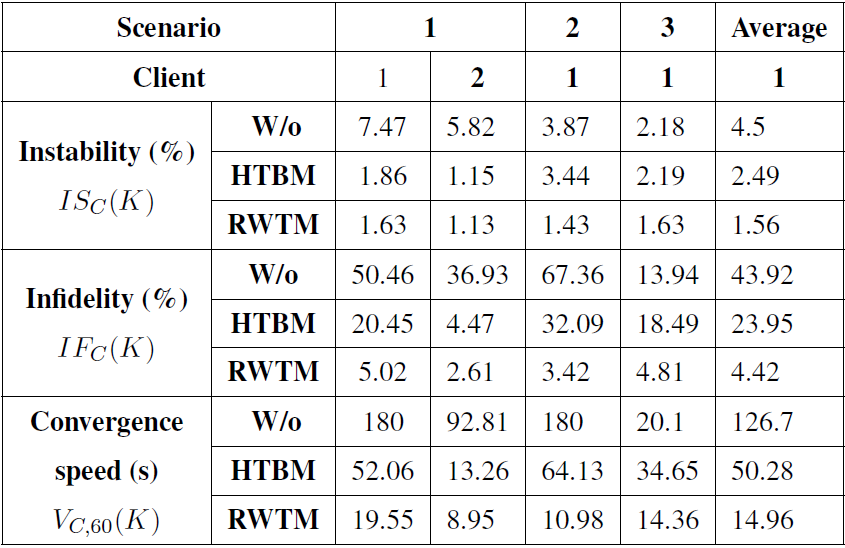 Scenario 1 2 3 Average
Client 1 2 1 1 1
Instability (%)
IS_C(K)
W/o 7.47 5.82 3.87 2.18 4.5
HTBM 1.86 1.15 3.44 2.19 2.49
RWTM 1.63 1.13 1.43 1.63 1.56
Infidelity (%)
IF_C(K)
W/o 50.46 36.93 67.36 13.94 43.92
HTBM 20.45 4.47 32.09 18.49 23.95
RWTM 5.02 2.61 3.42 4.81 4.42
Convergence
speed (s)
V_{C,60}(K)
W/o 180 92.81 180 20.1 126.7
HTBM 52.06 13.26 64.13 34.65 50.28
RWTM 19.55 8.95 10.98 14.36 14.96